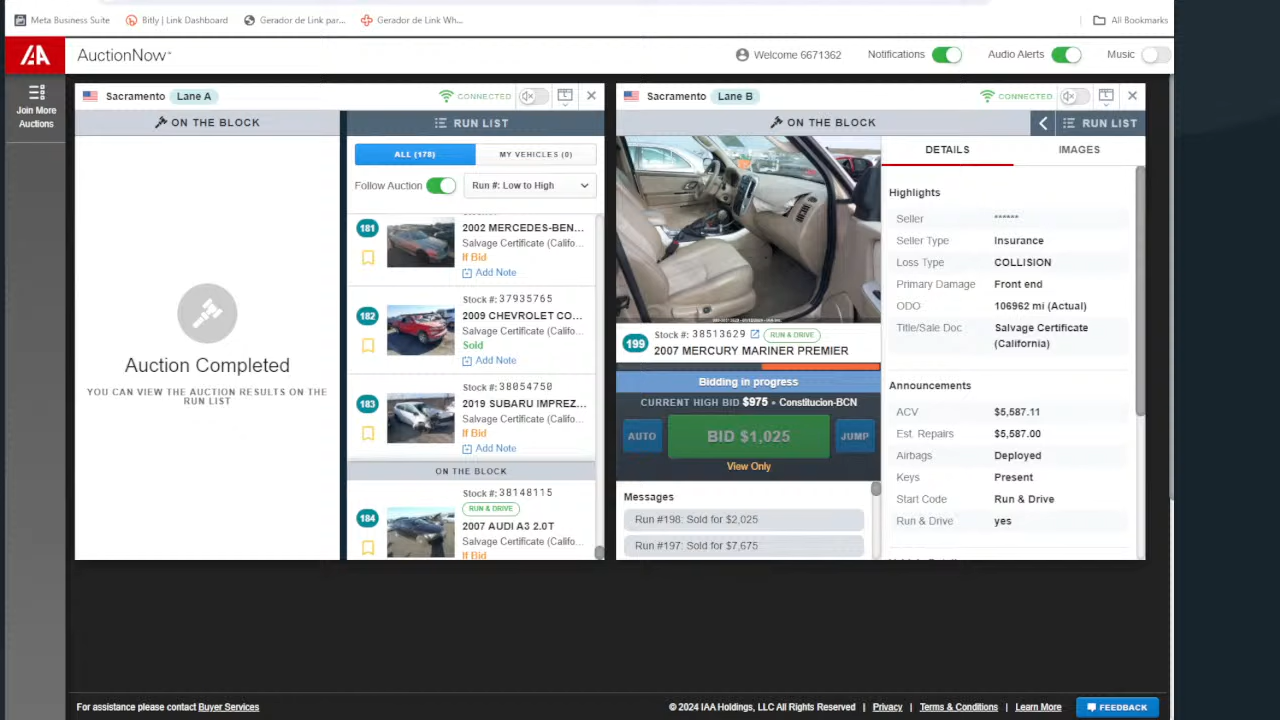 Meta Business Suite
Bitly | Link Dashboard
Gerador de Link par...
Gerador de Link Wh...
All Bookmarks
IAA
AuctionNow™
Welcome 6671362
Notifications
Audio Alerts
Music
Join More
Auctions
Sacramento Lane A
CONNECTED
ON THE BLOCK
RUN LIST
Auction Completed
YOU CAN VIEW THE AUCTION RESULTS ON THE
RUN LIST
ALL (178)
MY VEHICLES (0)
Follow Auction
Run #: Low to High
181
2002 MERCEDES-BEN...
Salvage Certificate (Califo...
If Bid
Add Note
182
Stock #: 37935765
2009 CHEVROLET CO...
Salvage Certificate (Califo...
Sold
Add Note
183
Stock #: 38054750
2019 SUBARU IMPREZ...
Salvage Certificate (Califo...
If Bid
Add Note
ON THE BLOCK
184
Stock #: 38148115
RUN & DRIVE
2007 AUDI A3 2.0T
Salvage Certificate (Califo...
If Bid
Sacramento Lane B
CONNECTED
ON THE BLOCK
RUN LIST
199
Stock #: 38513629
RUN & DRIVE
2007 MERCURY MARINER PREMIER
Bidding in progress
CURRENT HIGH BID $975 • Constitucion-BCN
AUTO
BID $1,025
JUMP
View Only
Messages
Run #198: Sold for $2,025
Run #197: Sold for $7,675
DETAILS
IMAGES
Highlights
Seller ******
Seller Type Insurance
Loss Type COLLISION
Primary Damage Front end
ODO 106962 mi (Actual)
Title/Sale Doc Salvage Certificate
(California)
Announcements
ACV $5,587.11
Est. Repairs $5,587.00
Airbags Deployed
Keys Present
Start Code Run & Drive
Run & Drive yes
For assistance please contact Buyer Services
© 2024 IAA Holdings, LLC All Rights Reserved | Privacy | Terms & Conditions | Learn More
FEEDBACK